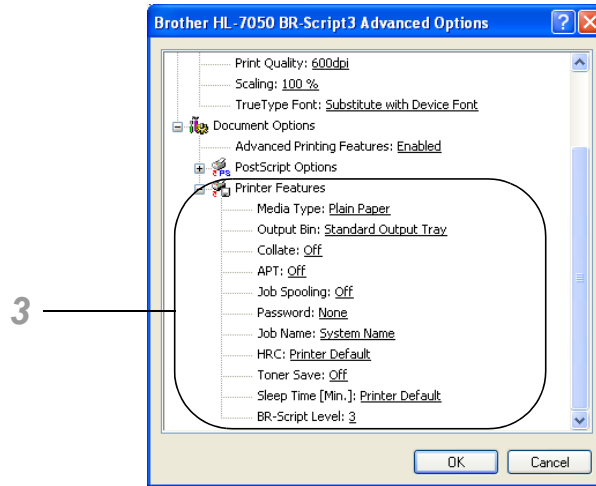 Brother HL-7050 BR-Script3 Advanced Options
Print Quality: 600dpi
Scaling: 100 %
TrueType Font: Substitute with Device Font
Document Options
Advanced Printing Features: Enabled
PostScript Options
Printer Features
Media Type: Plain Paper
Output Bin: Standard Output Tray
Collate: Off
APT: Off
Job Spooling: Off
3
Password: None
Job Name: System Name
HRC: Printer Default
Toner Save: Off
Sleep Time [Min.]: Printer Default
BR-Script Level: 3
OK
Cancel